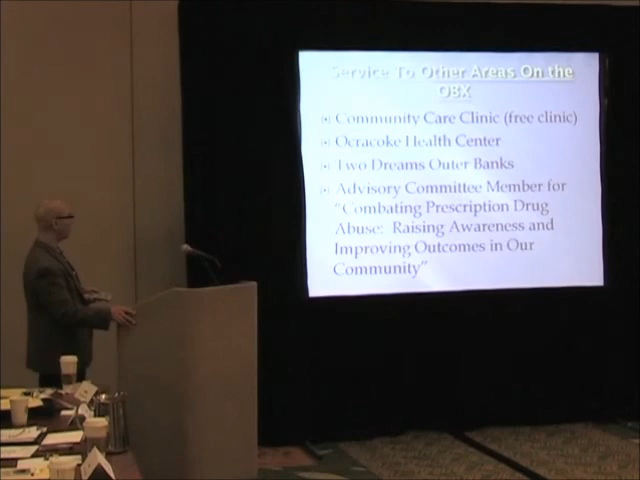 Service To Other Areas On the
OBX
Community Care Clinic (free clinic)
Ocracoke Health Center
Two Dreams Outer Banks
Advisory Committee Member for
“Combating Prescription Drug
Abuse: Raising Awareness and
Improving Outcomes in Our
Community”